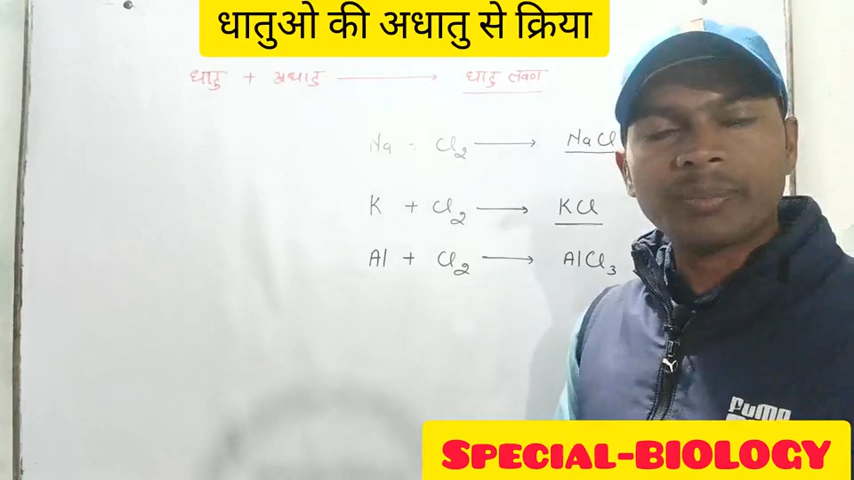 धातुओ की अधातु से क्रिया
धातु + अधातु → धातु लवण
Na + Cl2 → NaCl
K + Cl2 → KCl
Al + Cl2 → AlCl3
PUMA
SPECIAL-BIOLOGY